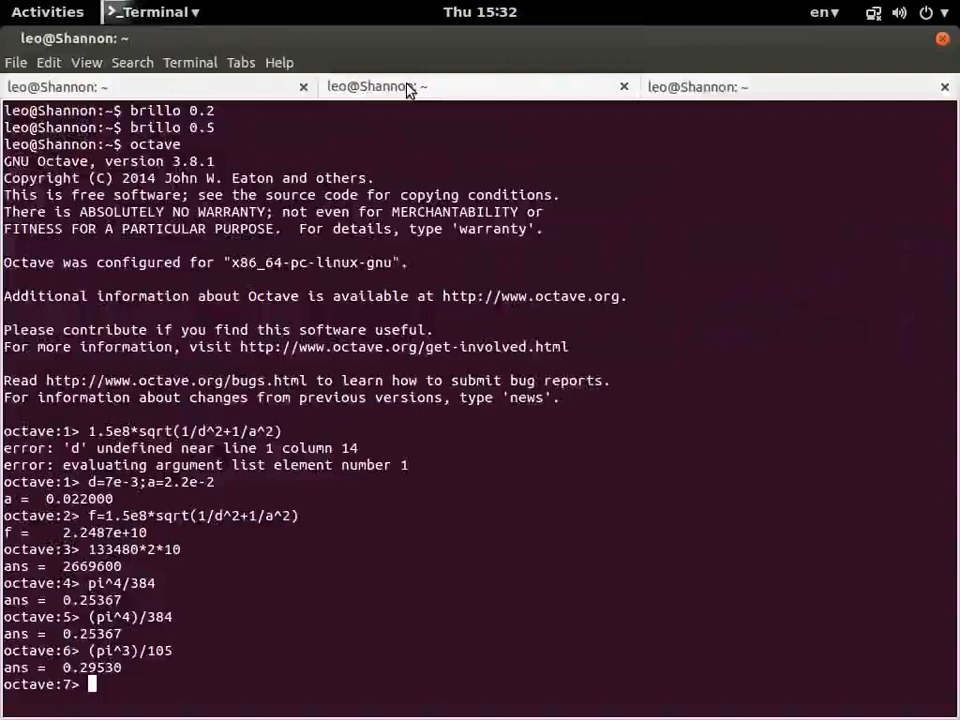 Activities
Terminal
Thu 15:32
en
leo@Shannon: ~
File Edit View Search Terminal Tabs Help
leo@Shannon: ~
leo@Shannon: ~
leo@Shannon: ~
leo@Shannon:~$ brillo 0.2
leo@Shannon:~$ brillo 0.5
leo@Shannon:~$ octave
GNU Octave, version 3.8.1
Copyright (C) 2014 John W. Eaton and others.
This is free software; see the source code for copying conditions.
There is ABSOLUTELY NO WARRANTY; not even for MERCHANTABILITY or
FITNESS FOR A PARTICULAR PURPOSE.  For details, type 'warranty'.
Octave was configured for "x86_64-pc-linux-gnu".
Additional information about Octave is available at http://www.octave.org.
Please contribute if you find this software useful.
For more information, visit http://www.octave.org/get-involved.html
Read http://www.octave.org/bugs.html to learn how to submit bug reports.
For information about changes from previous versions, type 'news'.
octave:1> 1.5e8*sqrt(1/d^2+1/a^2)
error: 'd' undefined near line 1 column 14
error: evaluating argument list element number 1
octave:1> d=7e-3;a=2.2e-2
a =  0.022000
octave:2> f=1.5e8*sqrt(1/d^2+1/a^2)
f =    2.2487e+10
octave:3> 133480*2*10
ans =  2669600
octave:4> pi^4/384
ans =  0.25367
octave:5> (pi^4)/384
ans =  0.25367
octave:6> (pi^3)/105
ans =  0.29530
octave:7>